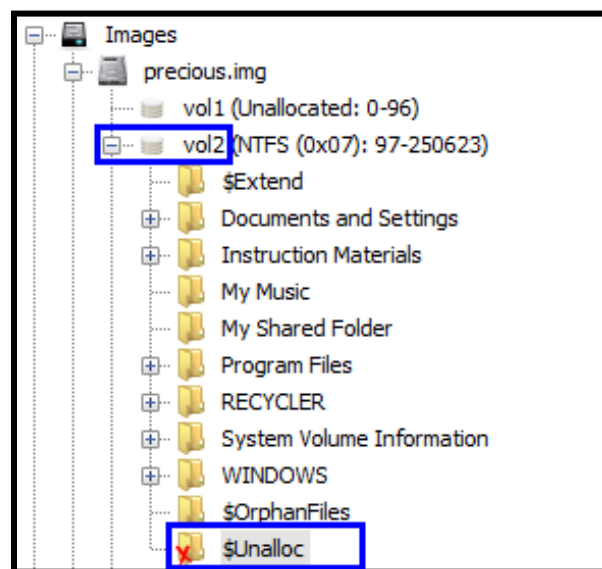 Images
precious.img
vol1 (Unallocated: 0-96)
vol2 (NTFS (0x07): 97-250623)
$Extend
Documents and Settings
Instruction Materials
My Music
My Shared Folder
Program Files
RECYCLER
System Volume Information
WINDOWS
$OrphanFiles
$Unalloc